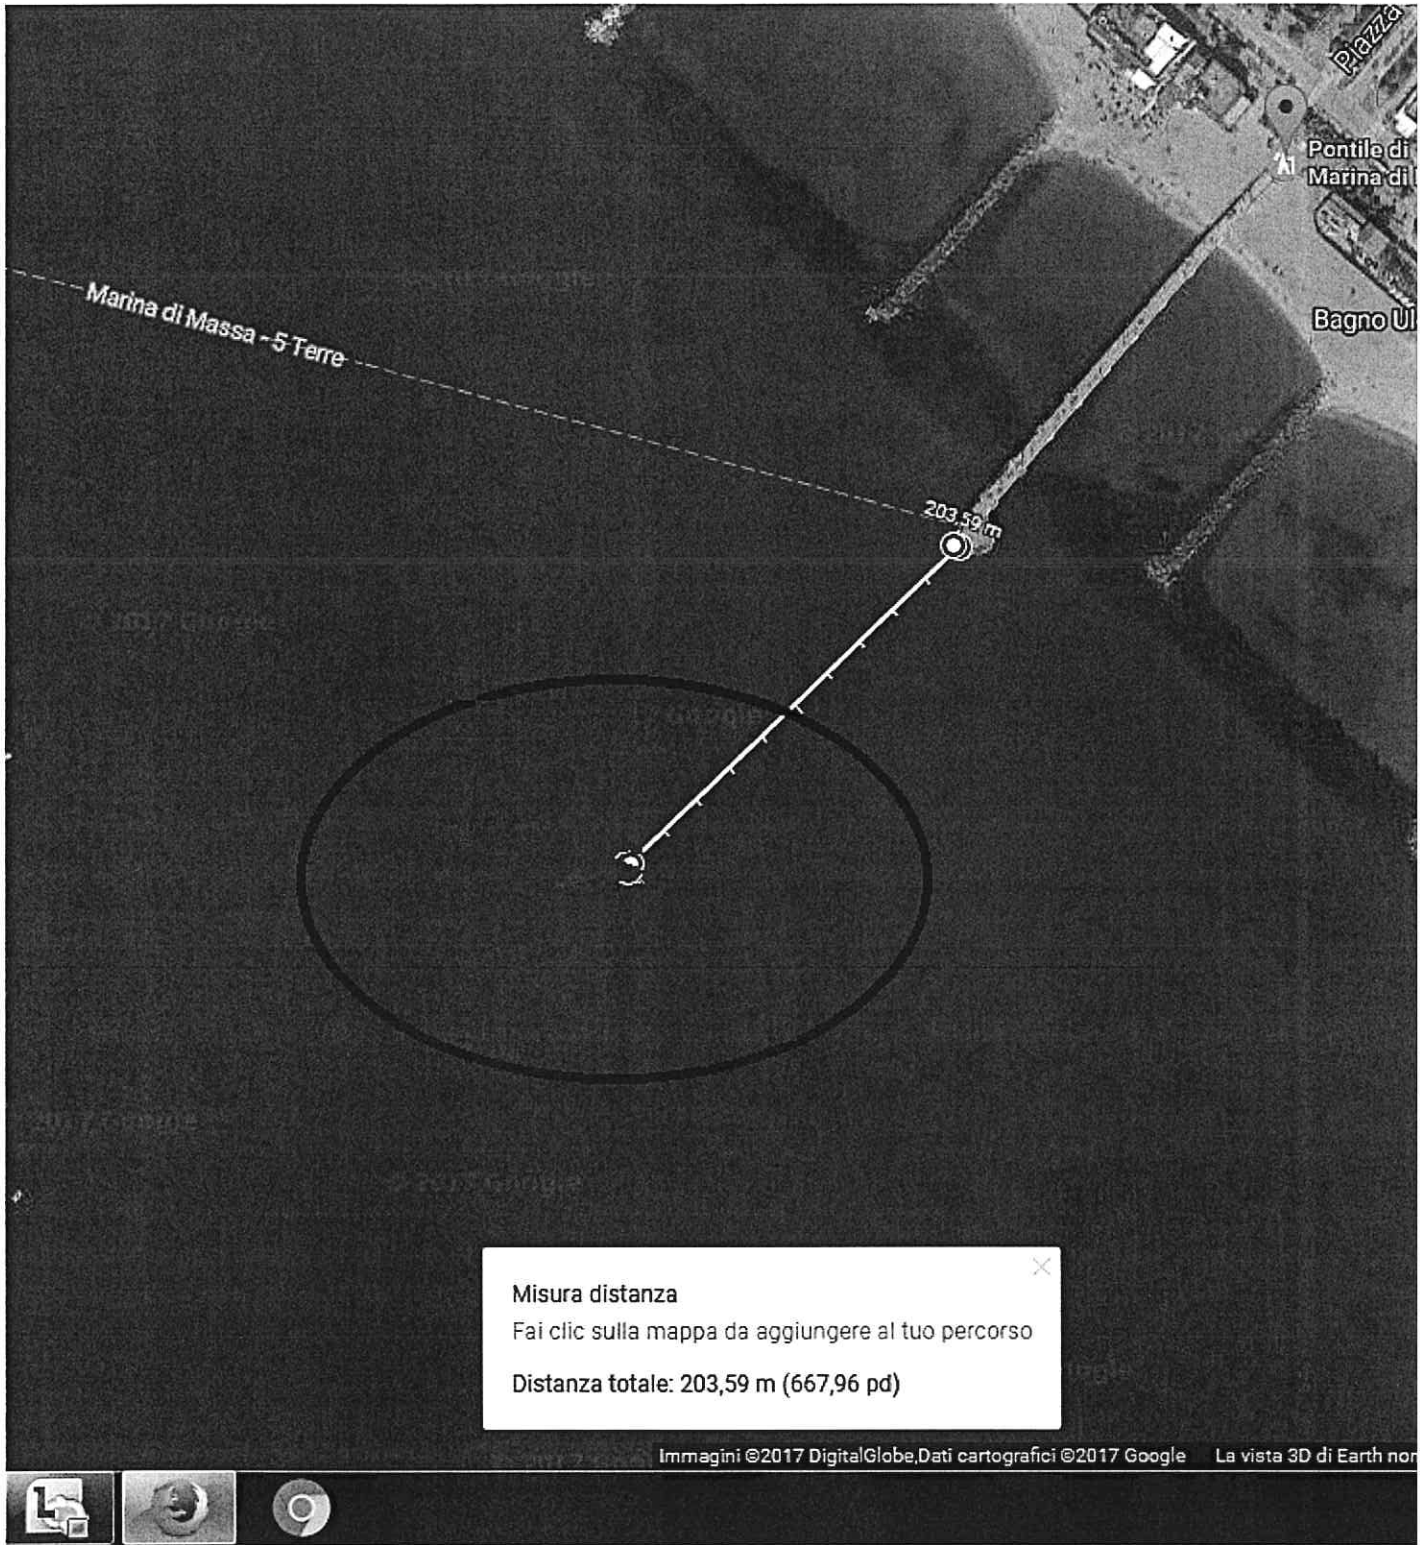 Piazza
Pontile di
Marina di
Bagno Ul
Marina di Massa - 5 Terre
203,59 m
Misura distanza
Fai clic sulla mappa da aggiungere al tuo percorso
Distanza totale: 203,59 m (667,96 pd)
Immagini ©2017 DigitalGlobe,Dati cartografici ©2017 Google
La vista 3D di Earth non